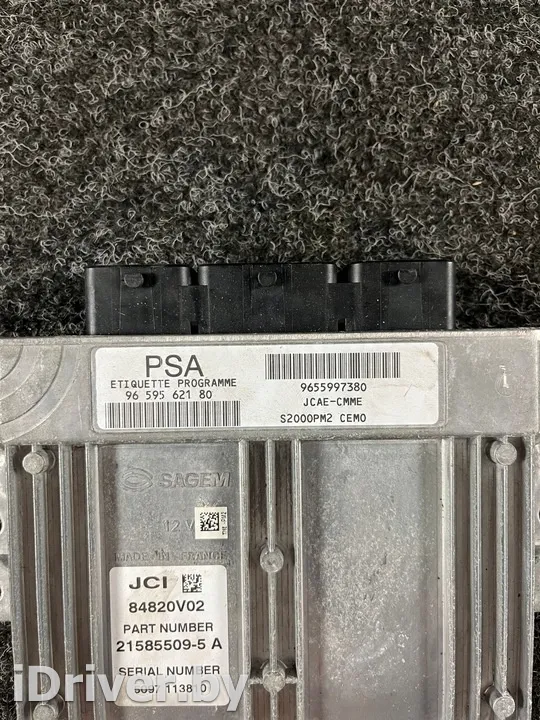 PSA
ETIQUETTE PROGRAMME
96 595 621 80
9655997380
JCAE-CMME
S2000PM2 CEMO
SAGEM
12 V
MADE IN FRANCE
JCI
84820V02
PART NUMBER
21585509-5 A
SERIAL NUMBER
iDriver.by